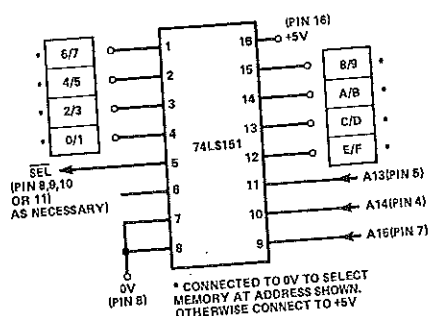 (PIN 16)
+5V
6/7
4/5
2/3
0/1
1
2
3
4
5
6
7
8
16
15
14
13
12
11
10
9
74LS151
8/9 *
A/B
C/D
E/F *
SEL
(PIN 8,9,10
OR 11)
AS NECESSARY)
A13(PIN 5)
A14(PIN 4)
A15(PIN 7)
0V
(PIN 8)
* CONNECTED TO 0V TO SELECT
MEMORY AT ADDRESS SHOWN.
OTHERWISE CONNECT TO +5V